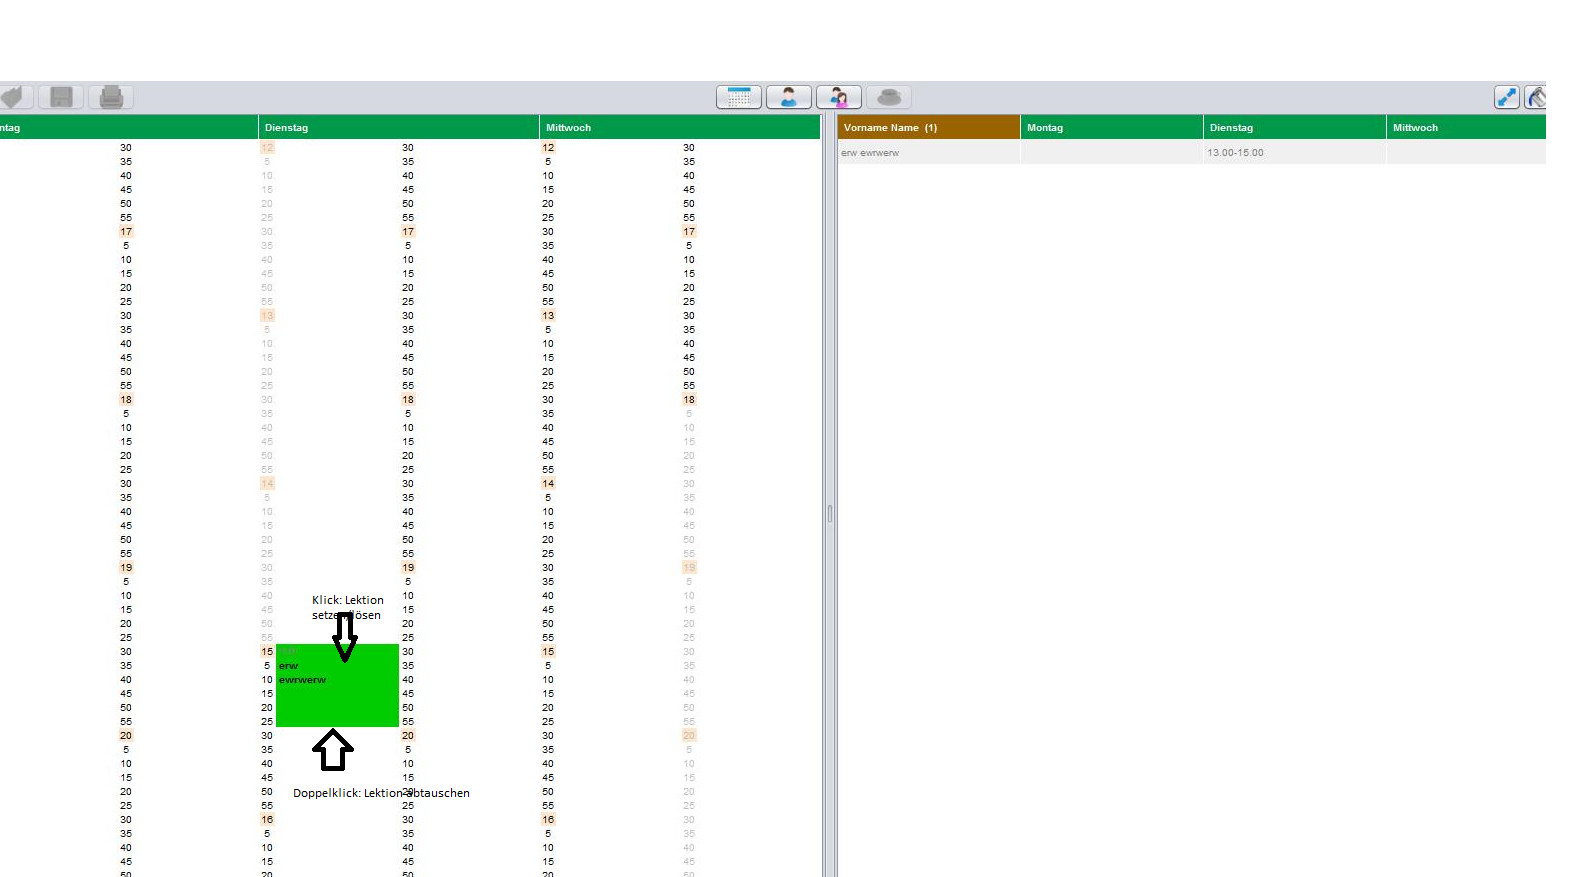 ntag Dienstag Mittwoch Vorname Name (1) Montag Dienstag Mittwoch
30 12 30 12 30 erw ewrwerw 13.00-15.00
35 5 35 5 35
40 10 40 10 40
45 15 45 15 45
50 20 50 20 50
55 25 55 25 55
17 30 17 30 17
5 35 5 35 5
10 40 10 40 10
15 45 15 45 15
20 50 20 50 20
25 55 25 55 25
30 13 30 13 30
35 5 35 5 35
40 10 40 10 40
45 15 45 15 45
50 20 50 20 50
55 25 55 25 55
18 30 18 30 18
5 35 5 35 5
10 40 10 40 10
15 45 15 45 15
20 50 20 50 20
25 55 25 55 25
30 14 30 14 30
35 5 35 5 35
40 10 40 10 40
45 15 45 15 45
50 20 50 20 50
55 25 55 25 55
19 30 19 30 19
5 35 5 35 5
10 40 Klick: Lektion 10 40 10
15 45 setzen/lösen 15 45 15
20 50 20 50 20
25 55 25 55 25
30 15 30 15 30
35 5 erw 35 5 35
40 10 ewrwerw 40 10 40
45 15 45 15 45
50 20 50 20 50
55 25 55 25 55
20 30 20 30 20
5 35 5 35 5
10 40 10 40 10
15 45 15 45 15
20 50 Doppelklick: Lektion abtauschen 20 50 20
25 55 25 55 25
30 16 30 16 30
35 5 35 5 35
40 10 40 10 40
45 15 45 15 45
50 20 50 20 50